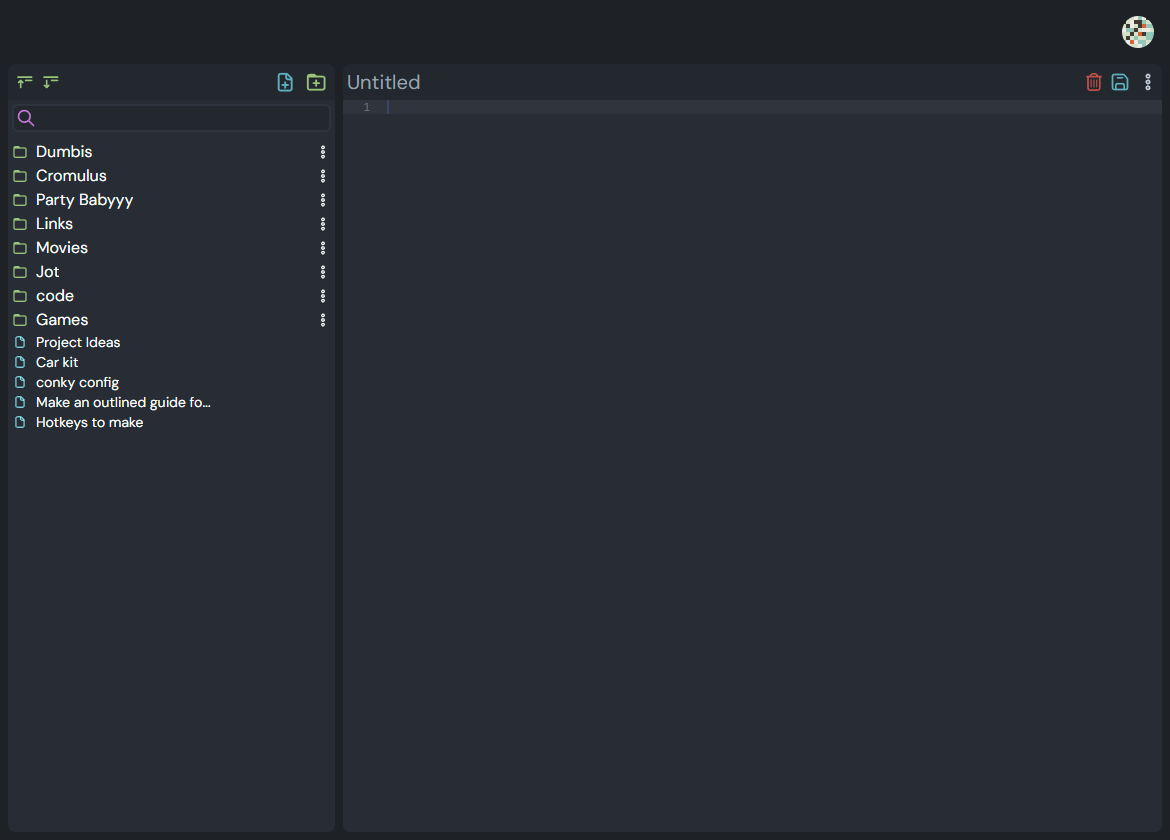 Untitled
1
Dumbis
Cromulus
Party Babyyy
Links
Movies
Jot
code
Games
Project Ideas
Car kit
conky config
Make an outlined guide fo...
Hotkeys to make